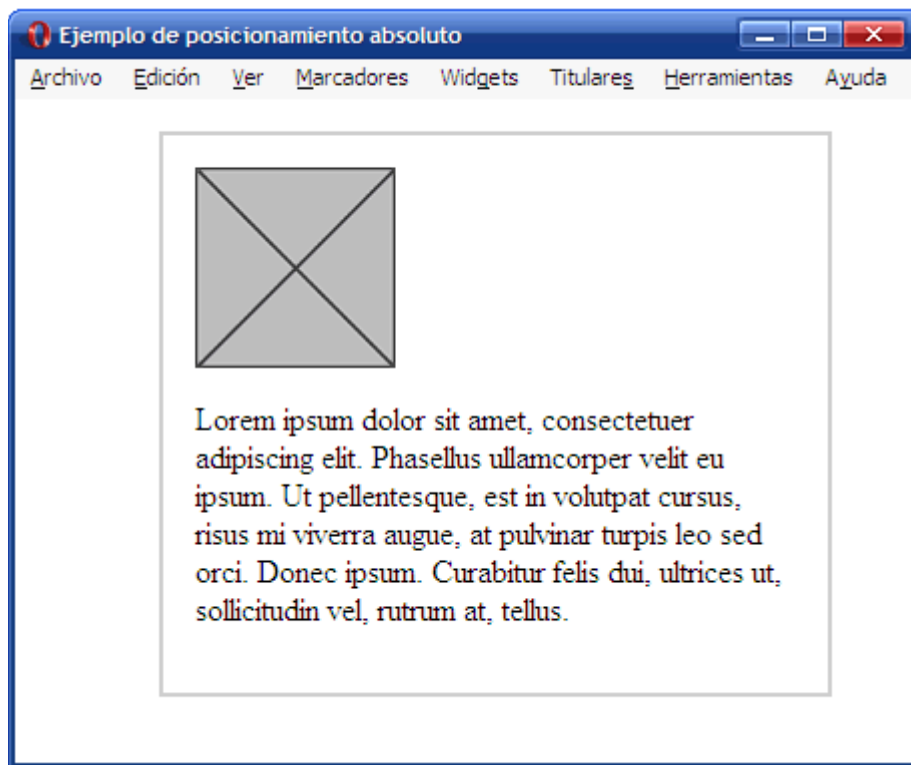 Ejemplo de posicionamiento absoluto
Archivo Edición Ver Marcadores Widgets Titulares Herramientas Ayuda
Lorem ipsum dolor sit amet, consectetuer
adipiscing elit. Phasellus ullamcorper velit eu
ipsum. Ut pellentesque, est in volutpat cursus,
risus mi viverra augue, at pulvinar turpis leo sed
orci. Donec ipsum. Curabitur felis dui, ultrices ut,
sollicitudin vel, rutrum at, tellus.